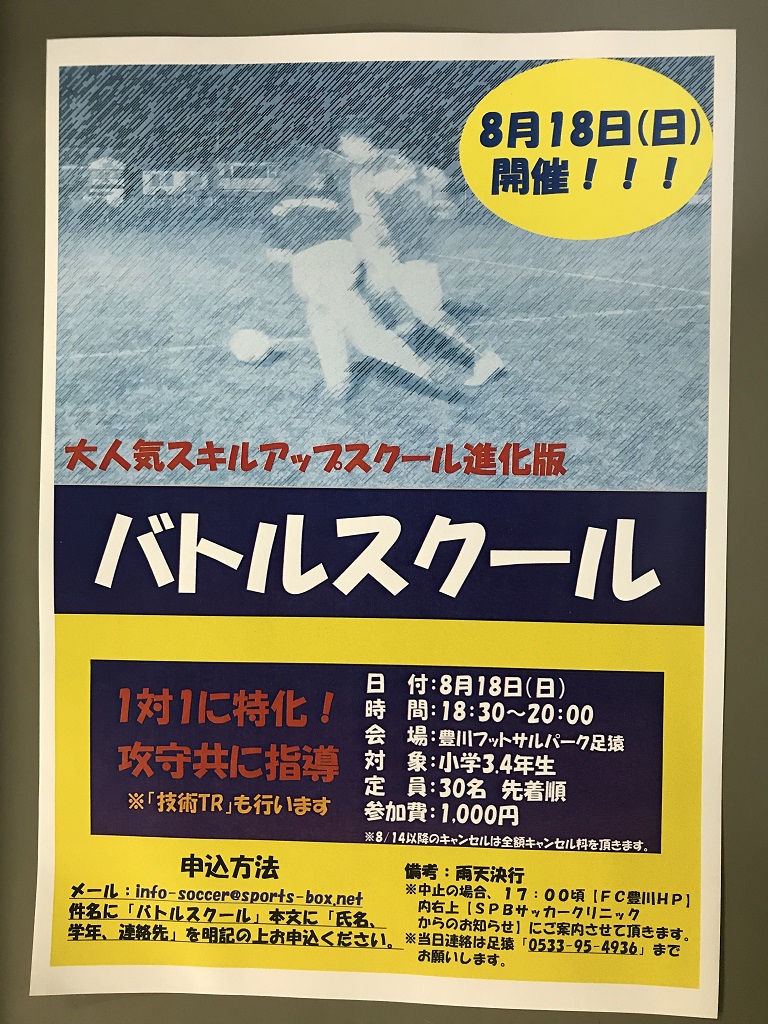 8月18日(日)
開催！！！
大人気スキルアップスクール進化版
バトルスクール
1対1に特化！
攻守共に指導
※「技術TR」も行います
日　付:8月18日(日)
時　間:18:30～20:00
会　場:豊川フットサルパーク足猿
対　象:小学3.4年生
定　員:30名 先着順
参加費:1,000円
※8/14以降のキャンセルは全額キャンセル料を頂きます。
申込方法
メール：info-soccer@sports-box.net
件名に「バトルスクール」本文に「氏名、
学年、連絡先」を明記の上お申込ください。
備考：雨天決行
※中止の場合、１７：００頃【ＦＣ豊川ＨＰ】
内右上【ＳＰＢサッカークリニック
からのお知らせ】にご案内させて頂きます。
※当日連絡は足猿「0533-95-4936」まで
お願いします。